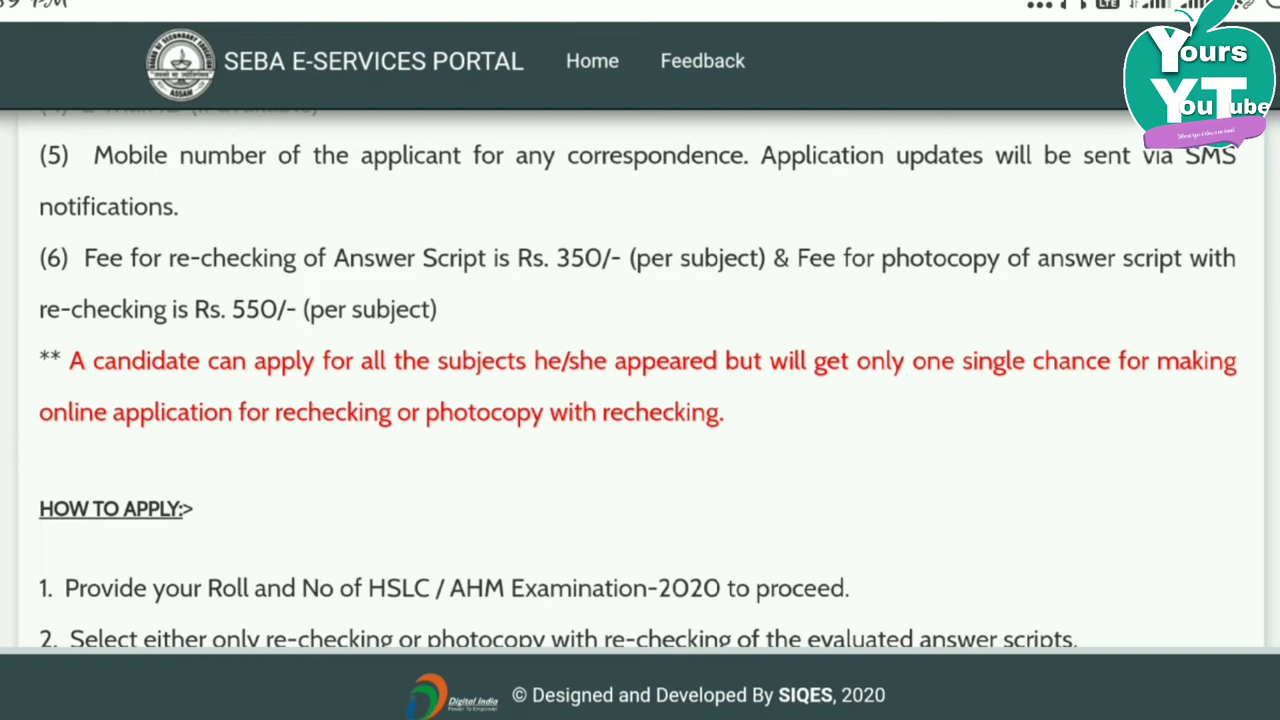 PM
LTE
SEBA E-SERVICES PORTAL Home Feedback
Yours
YouTube
(5) Mobile number of the applicant for any correspondence. Application updates will be sent via SMS
notifications.
(6) Fee for re-checking of Answer Script is Rs. 350/- (per subject) & Fee for photocopy of answer script with
re-checking is Rs. 550/- (per subject)
** A candidate can apply for all the subjects he/she appeared but will get only one single chance for making
online application for rechecking or photocopy with rechecking.
HOW TO APPLY:>
1. Provide your Roll and No of HSLC / AHM Examination-2020 to proceed.
2. Select either only re-checking or photocopy with re-checking of the evaluated answer scripts.
Digital India
Power To Empower
© Designed and Developed By SIQES, 2020